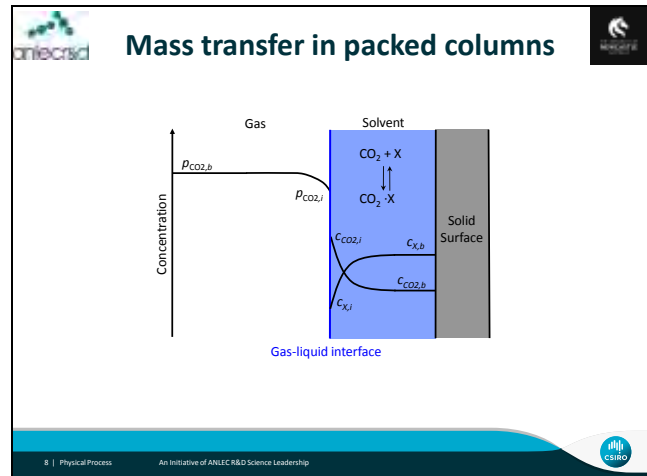 anlecr&d
Mass transfer in packed columns
Gas
Solvent
Concentration
pCO2,b
pCO2,i
CO2 + X
CO2 ·X
cCO2,i
cX,b
cCO2,b
cX,i
Solid
Surface
Gas-liquid interface
8 | Physical Process
An Initiative of ANLEC R&D Science Leadership
CSIRO